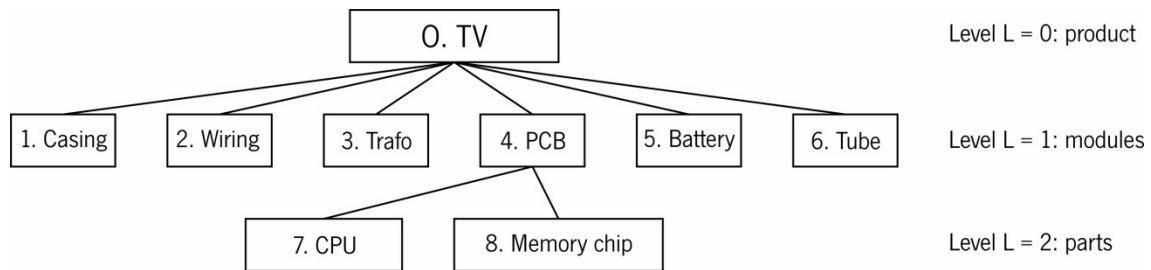 0. TV
Level L = 0: product
1. Casing
2. Wiring
3. Trafo
4. PCB
5. Battery
6. Tube
Level L = 1: modules
7. CPU
8. Memory chip
Level L = 2: parts